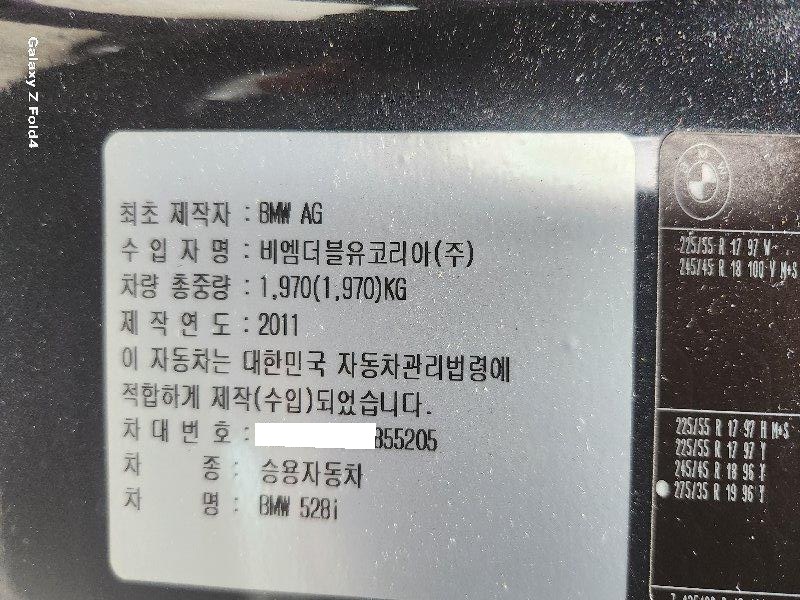 Galaxy Z Fold4
최초 제작자 : BMW AG
수 입 자 명 : 비엠더블유코리아(주)
차량 총중량 : 1,970(1,970)KG
제 작 연 도 : 2011
이 자동차는 대한민국 자동차관리법령에
적합하게 제작(수입)되었습니다.
차 대 번 호 : 855205
차 종 : 승용자동차
차 명 : BMW 528i
225/55 R 17 97 V
245/45 R 18 100 V M+S
225/55 R 17 97 H M+S
225/55 R 17 97 Y
245/45 R 18 96 Y
275/35 R 19 96 Y